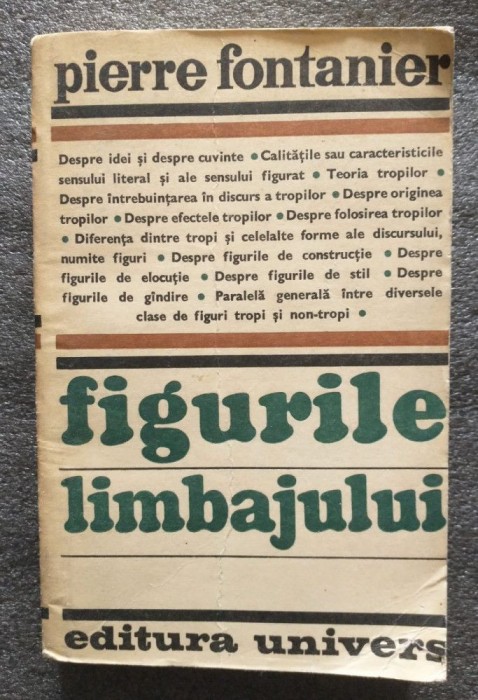 pierre fontanier
Despre idei și despre cuvinte • Calitățile sau caracteristicile
sensului literal și ale sensului figurat • Teoria tropilor •
Despre întrebuințarea în discurs a tropilor • Despre originea
tropilor • Despre efectele tropilor • Despre folosirea tropilor
• Diferența dintre tropi și celelalte forme ale discursului,
numite figuri • Despre figurile de construcție • Despre
figurile de elocuție • Despre figurile de stil • Despre
figurile de gîndire • Paralelă generală între diversele
clase de figuri tropi și non-tropi •
figurile
limbajului
editura univers